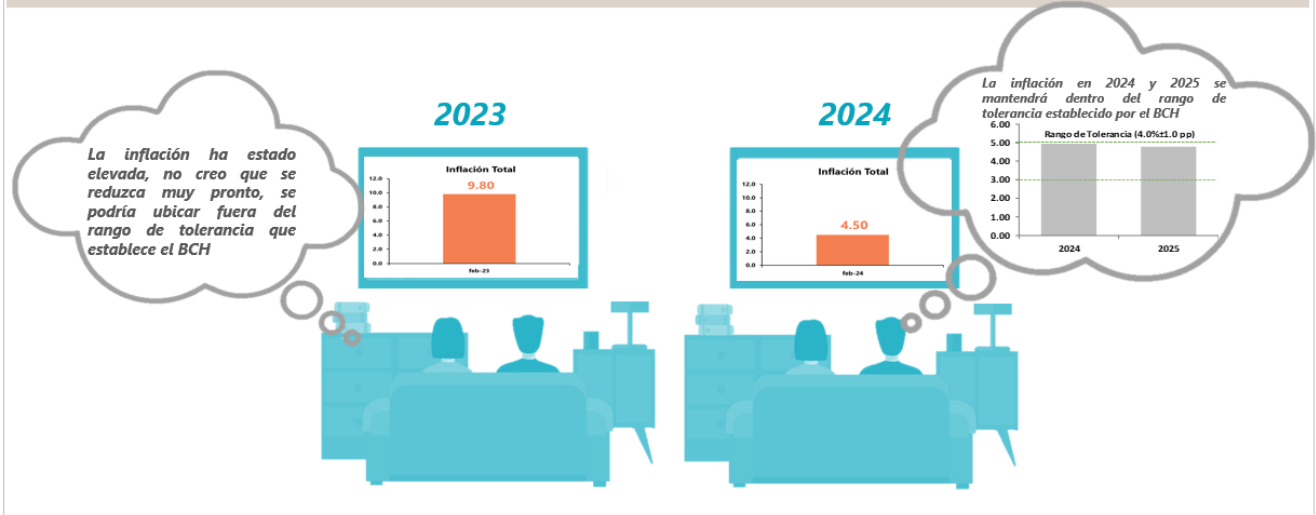 La inflación ha estado
elevada, no creo que se
reduzca muy pronto, se
podría ubicar fuera del
rango de tolerancia que
establece el BCH
2023
Inflación Total
12.0
10.0
8.0
6.0
4.0
2.0
0.0
9.80
feb-23
2024
Inflación Total
12.0
10.0
8.0
6.0
4.0
2.0
0.0
4.50
feb-24
La inflación en 2024 y 2025 se
mantendrá dentro del rango de
tolerancia establecido por el BCH
Rango de Tolerancia (4.0%±1.0 pp)
6.00
5.00
4.00
3.00
2.00
1.00
0.00
2024 2025